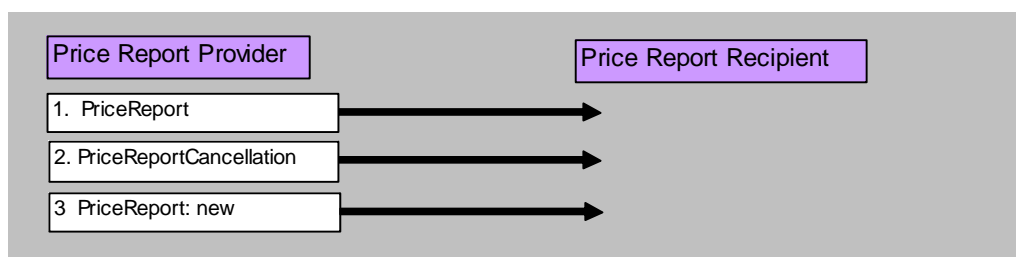 Price Report Provider
Price Report Recipient
1. PriceReport
2. PriceReportCancellation
3 PriceReport: new